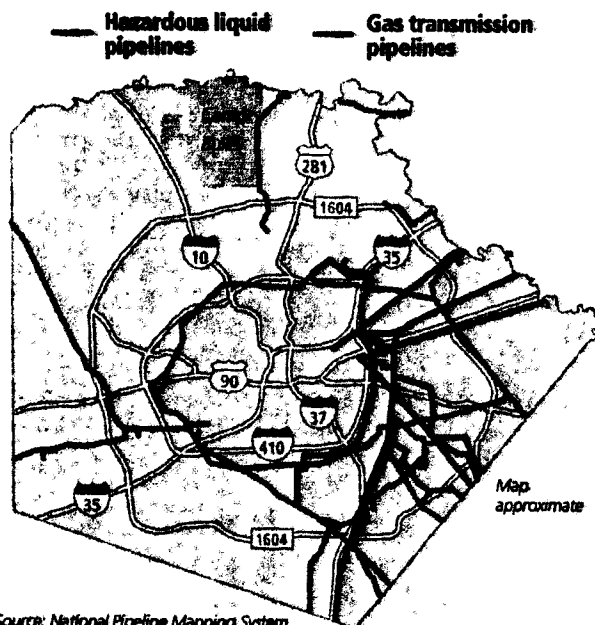 Hazardous liquid
pipelines
Gas transmission
pipelines
281
1604
10
35
90
37
410
35
1604
Map
approximate
Source: National Pipeline Mapping System